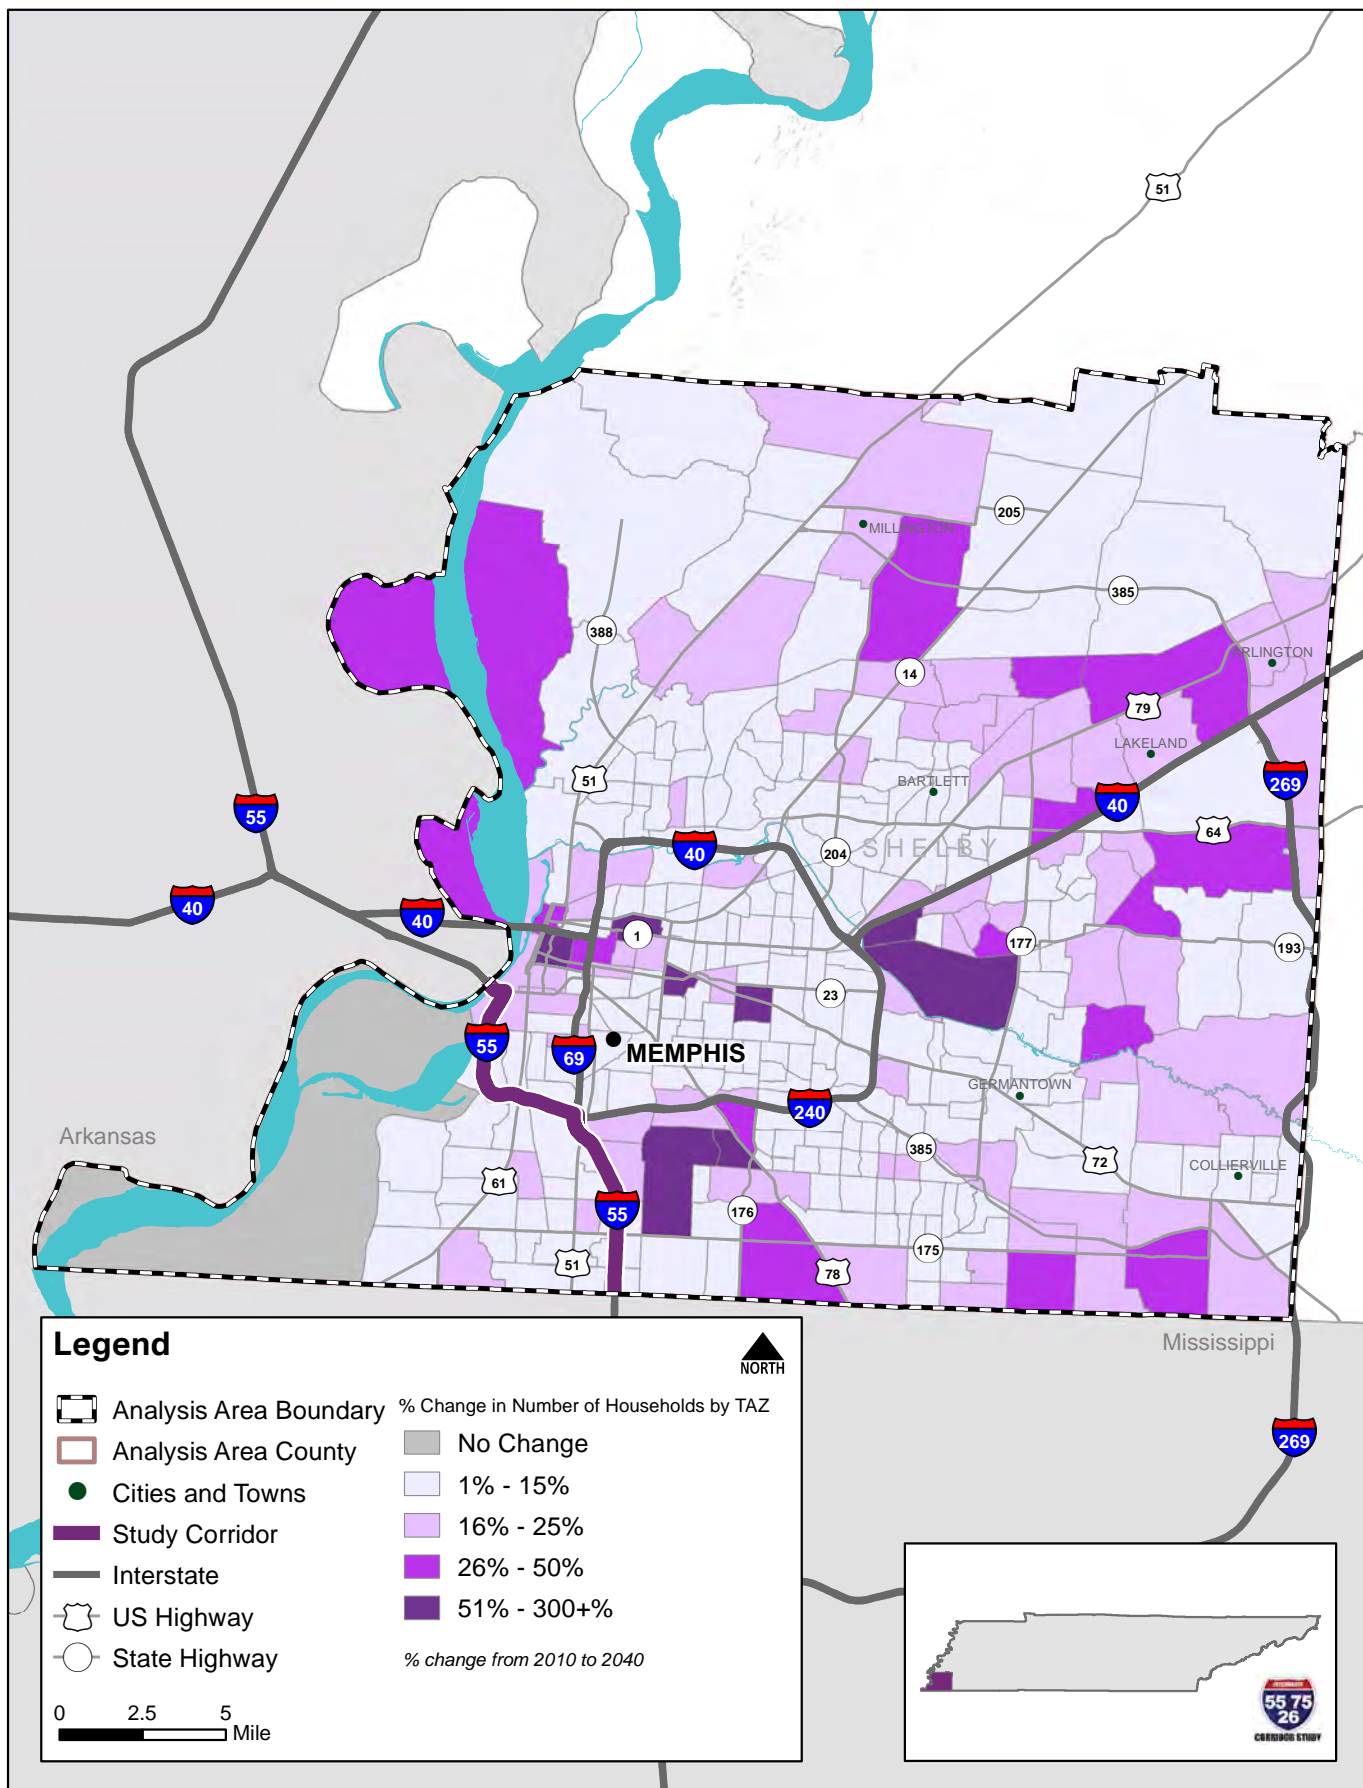 51
MILLINGTON
205
385
388
14
ARLINGTON
79
LAKELAND
51
BARTLETT
269
55
40
64
40
204
SHELBY
40
40
1
177
193
23
55
69
MEMPHIS
GERMANTOWN
240
Arkansas
385
72
COLLIERVILLE
61
55
176
175
51
78
Mississippi
269
Legend
NORTH
Analysis Area Boundary
Analysis Area County
Cities and Towns
Study Corridor
Interstate
US Highway
State Highway
% Change in Number of Households by TAZ
No Change
1% - 15%
16% - 25%
26% - 50%
51% - 300+%
% change from 2010 to 2040
0 2.5 5
Mile
INTERSTATE
55 75
26
CORRIDOR STUDY